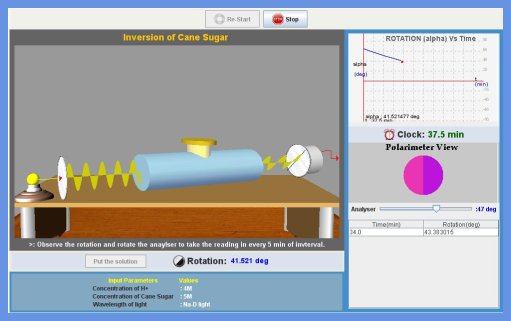 Re-Start
Stop
Inversion of Cane Sugar
ROTATION (alpha) Vs Time
alpha
(deg)
t
(min)
alpha : 41.521477 deg
t : 37.5 min
Clock: 37.5 min
Polarimeter View
Analyser :47 deg
Time(min) Rotation(deg)
34.0 43.383015
>: Observe the rotation and rotate the anaylser to take the reading in every 5 min of invterval.
Put the solution
Rotation: 41.521 deg
Input Parameters Values
Concentration of H+ : 4M
Concentration of Cane Sugar : 5M
Wavelength of light : Na-D light